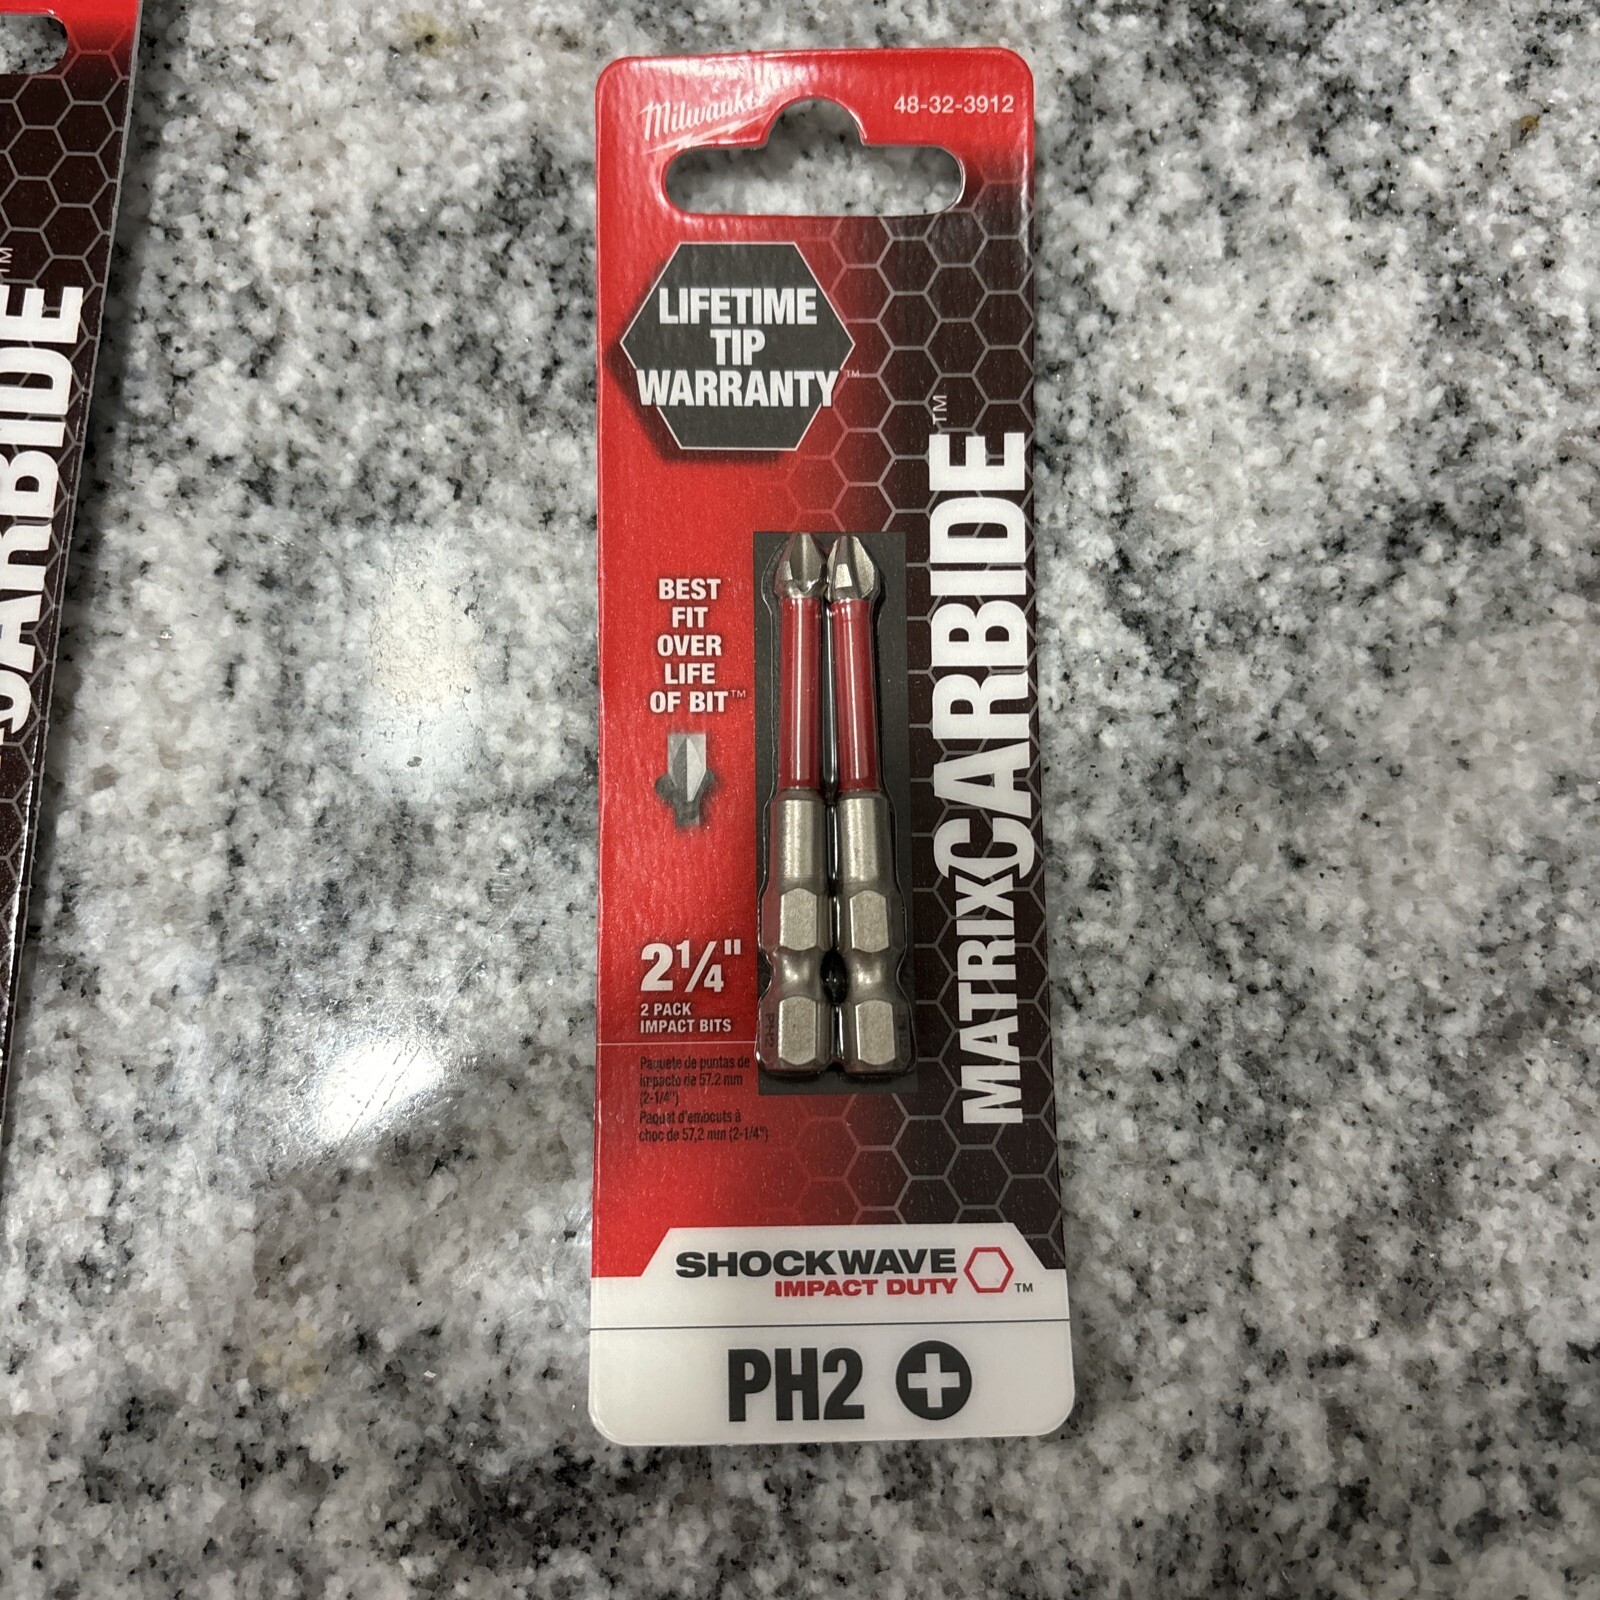 Milwaukee
48-32-3912
LIFETIME
TIP
WARRANTY™
BEST
FIT
OVER
LIFE
OF BIT™
2¼"
2 PACK
IMPACT BITS
Paquete de puntas de
impacto de 57.2 mm
(2-1/4")
Paquet d'embouts à
choc de 57,2 mm (2-1/4")
MATRIXCARBIDE™
SHOCKWAVE
IMPACT DUTY™
PH2
CARBIDE™